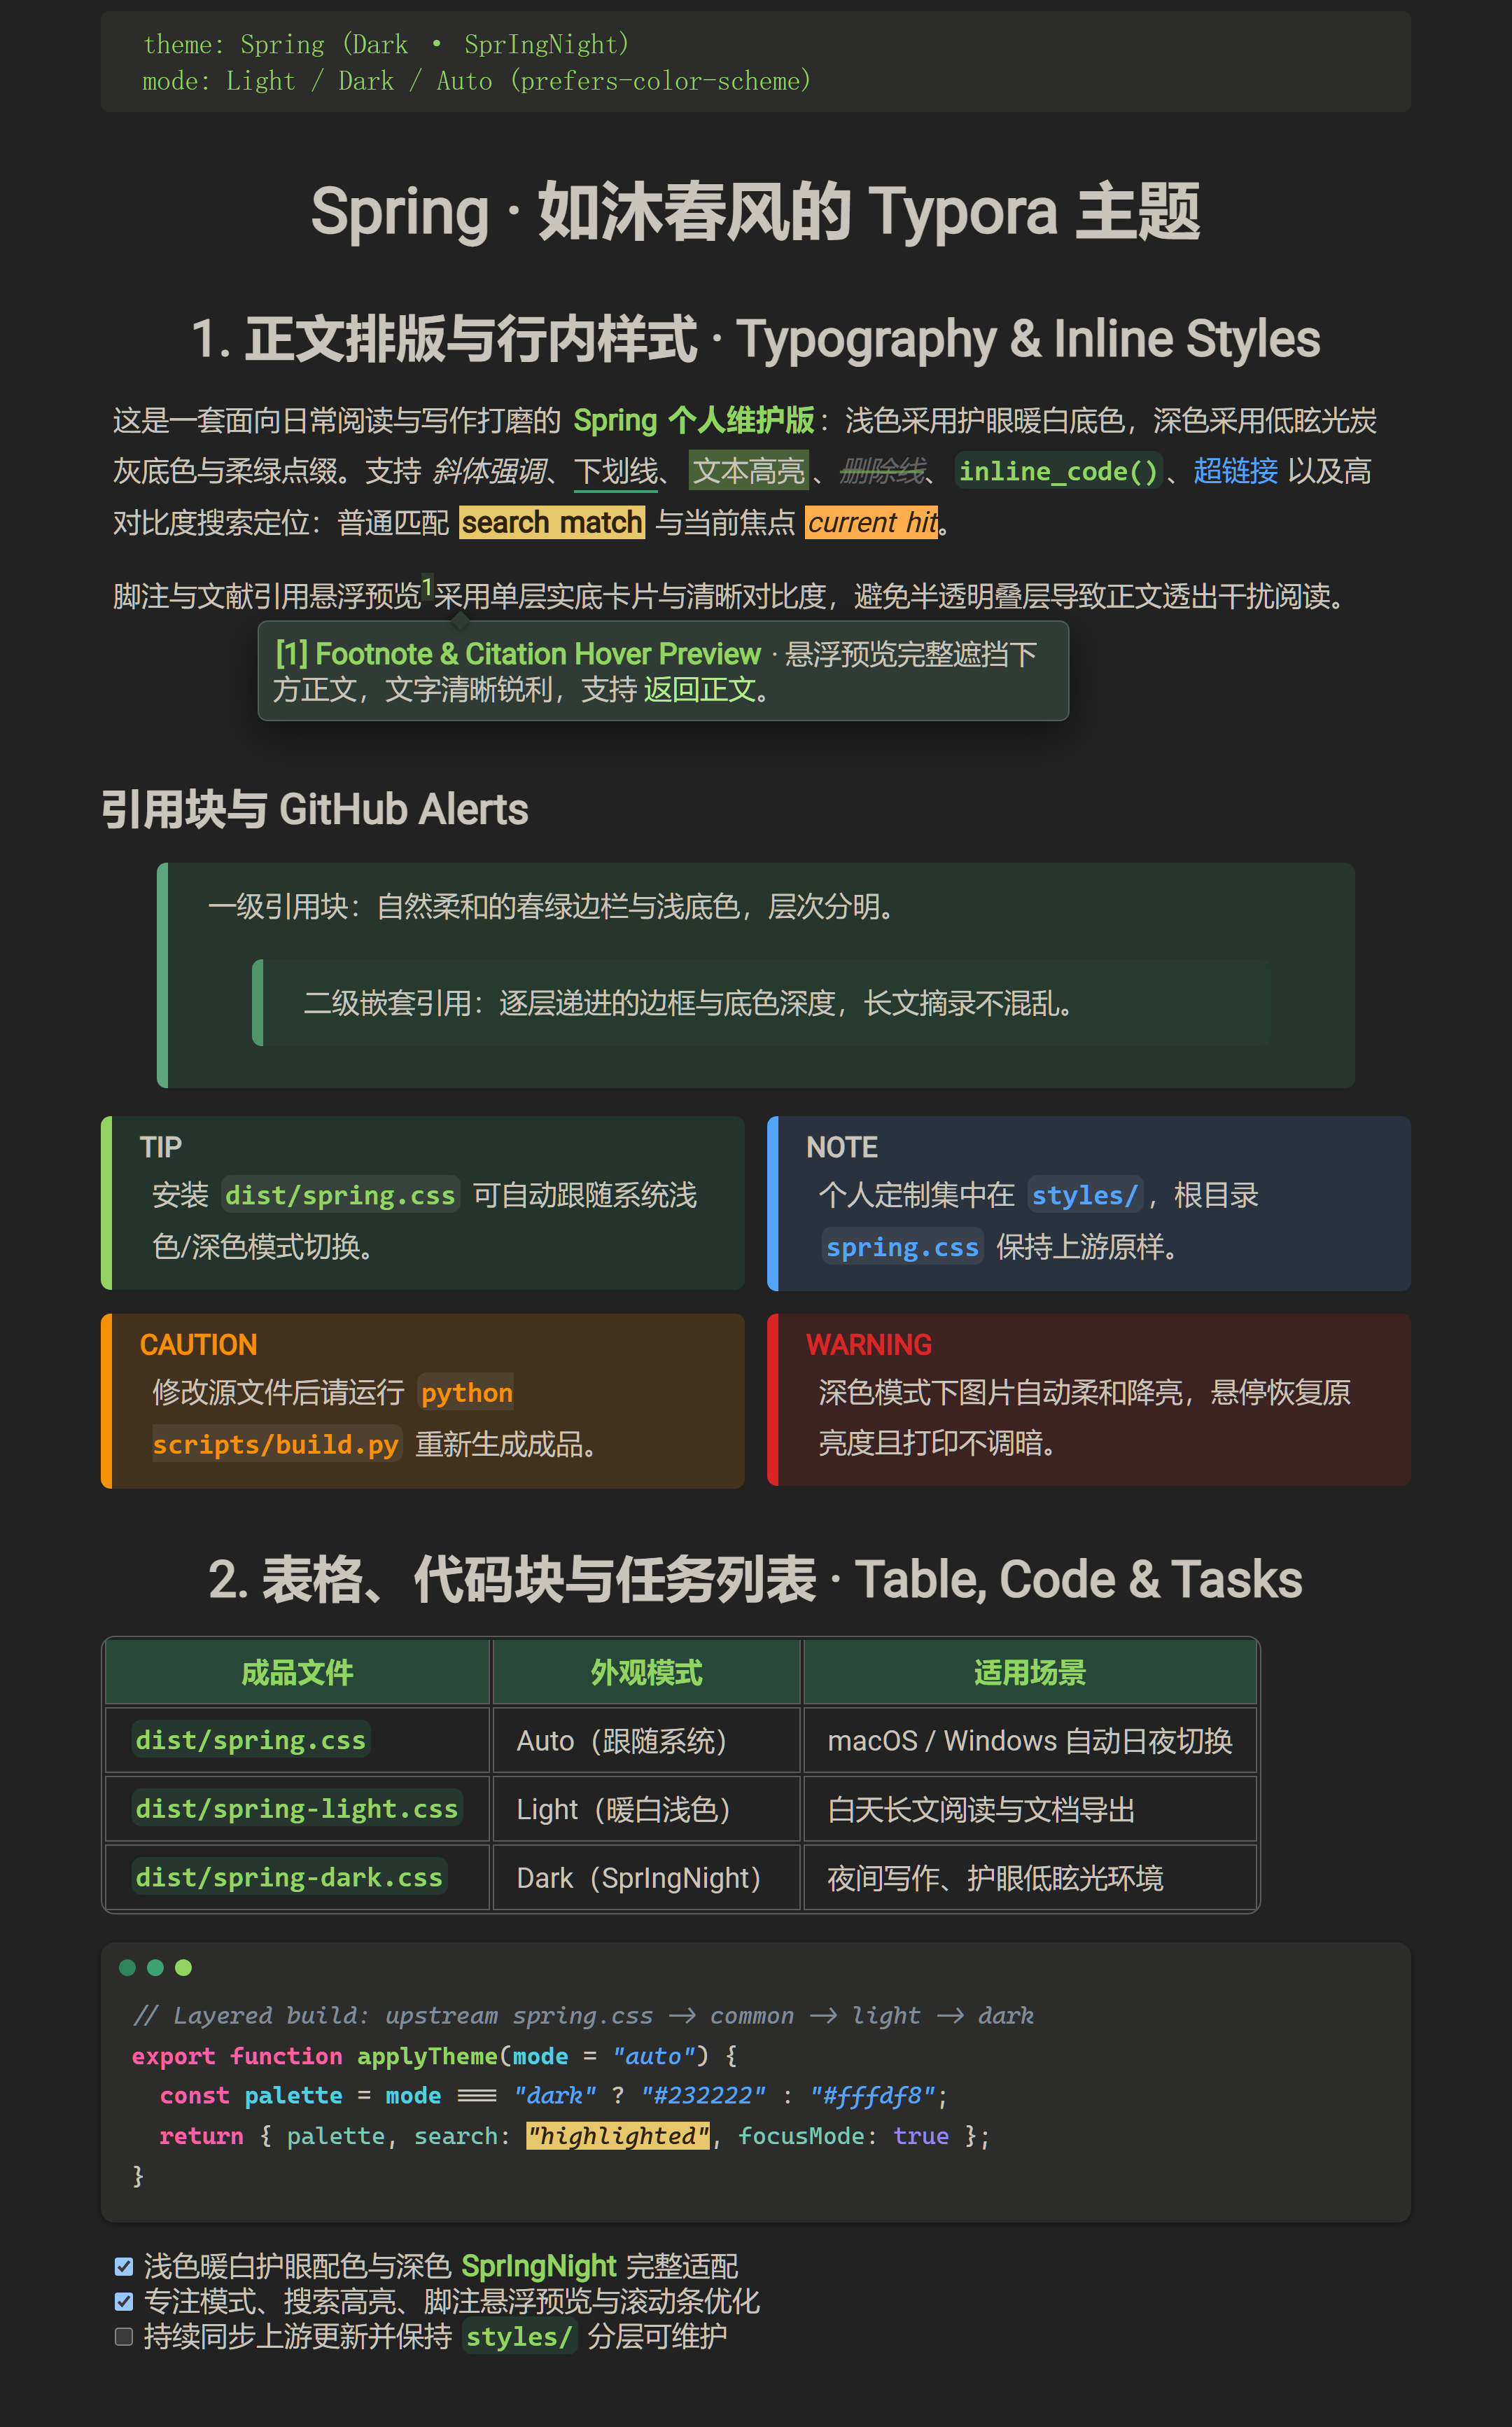 theme: Spring (Dark • SprIngNight)
mode: Light / Dark / Auto (prefers-color-scheme)
Spring · 如沐春风的 Typora 主题
1. 正文排版与行内样式 · Typography & Inline Styles
这是一套面向日常阅读与写作打磨的 Spring 个人维护版：浅色采用护眼暖白底色，深色采用低眩光炭
灰底色与柔绿点缀。支持 斜体强调、下划线、 文本高亮 、删除线、 inline_code() 、超链接 以及高
对比度搜索定位：普通匹配 search match 与当前焦点 current hit。
脚注与文献引用悬浮预览1采用单层实底卡片与清晰对比度，避免半透明叠层导致正文透出干扰阅读。
[1] Footnote & Citation Hover Preview · 悬浮预览完整遮挡下
方正文，文字清晰锐利，支持 返回正文。
引用块与 GitHub Alerts
一级引用块：自然柔和的春绿边栏与浅底色，层次分明。
二级嵌套引用：逐层递进的边框与底色深度，长文摘录不混乱。
TIP
安装 dist/spring.css 可自动跟随系统浅
色/深色模式切换。
NOTE
个人定制集中在 styles/ ，根目录
spring.css 保持上游原样。
CAUTION
修改源文件后请运行 python
scripts/build.py 重新生成成品。
WARNING
深色模式下图片自动柔和降亮，悬停恢复原
亮度且打印不调暗。
2. 表格、代码块与任务列表 · Table, Code & Tasks
成品文件 外观模式 适用场景
dist/spring.css Auto（跟随系统） macOS / Windows 自动日夜切换
dist/spring-light.css Light（暖白浅色） 白天长文阅读与文档导出
dist/spring-dark.css Dark（SprIngNight） 夜间写作、护眼低眩光环境
// Layered build: upstream spring.css -> common -> light -> dark
export function applyTheme(mode = "auto") {
const palette = mode === "dark" ? "#232222" : "#fffdf8";
return { palette, search: "highlighted", focusMode: true };
}
浅色暖白护眼配色与深色 SprIngNight 完整适配
专注模式、搜索高亮、脚注悬浮预览与滚动条优化
持续同步上游更新并保持 styles/ 分层可维护